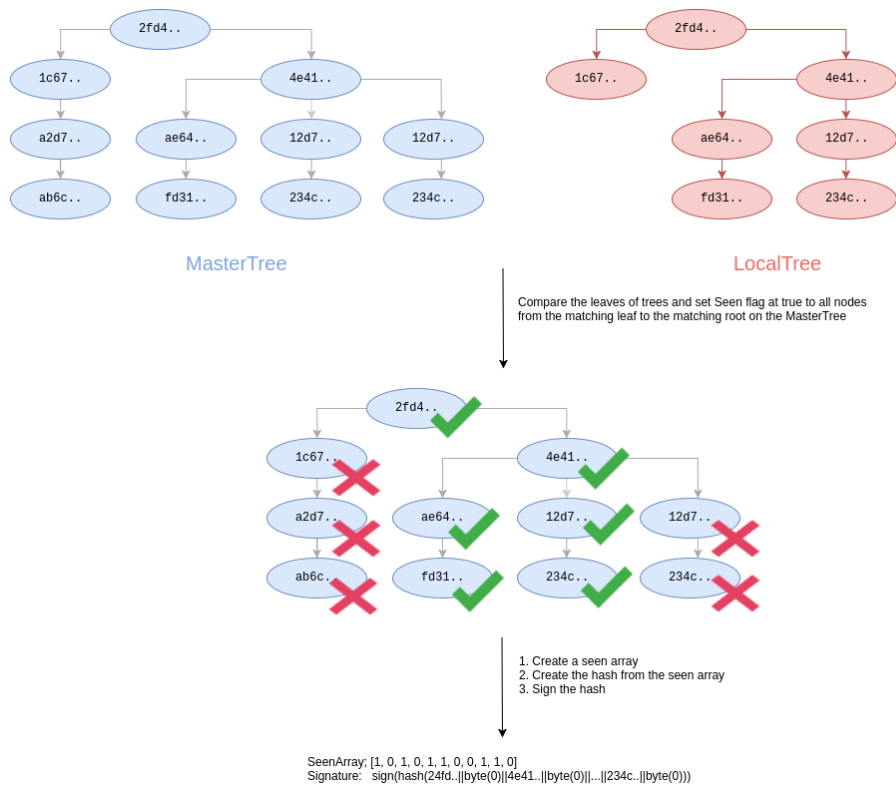 2fd4..
2fd4..
1c67..
4e41..
1c67..
4e41..
a2d7..
ae64..
12d7..
12d7..
ae64..
12d7..
ab6c..
fd31..
234c..
234c..
fd31..
234c..
MasterTree
LocalTree
Compare the leaves of trees and set Seen flag at true to all nodes
from the matching leaf to the matching root on the MasterTree
2fd4..
1c67..
4e41..
a2d7..
ae64..
12d7..
12d7..
ab6c..
fd31..
234c..
234c..
1. Create a seen array
2. Create the hash from the seen array
3. Sign the hash
SeenArray; [1, 0, 1, 0, 1, 1, 0, 0, 1, 1, 0]
Signature: sign(hash(24fd..||byte(0)||4e41..||byte(0)||...||234c..||byte(0)))